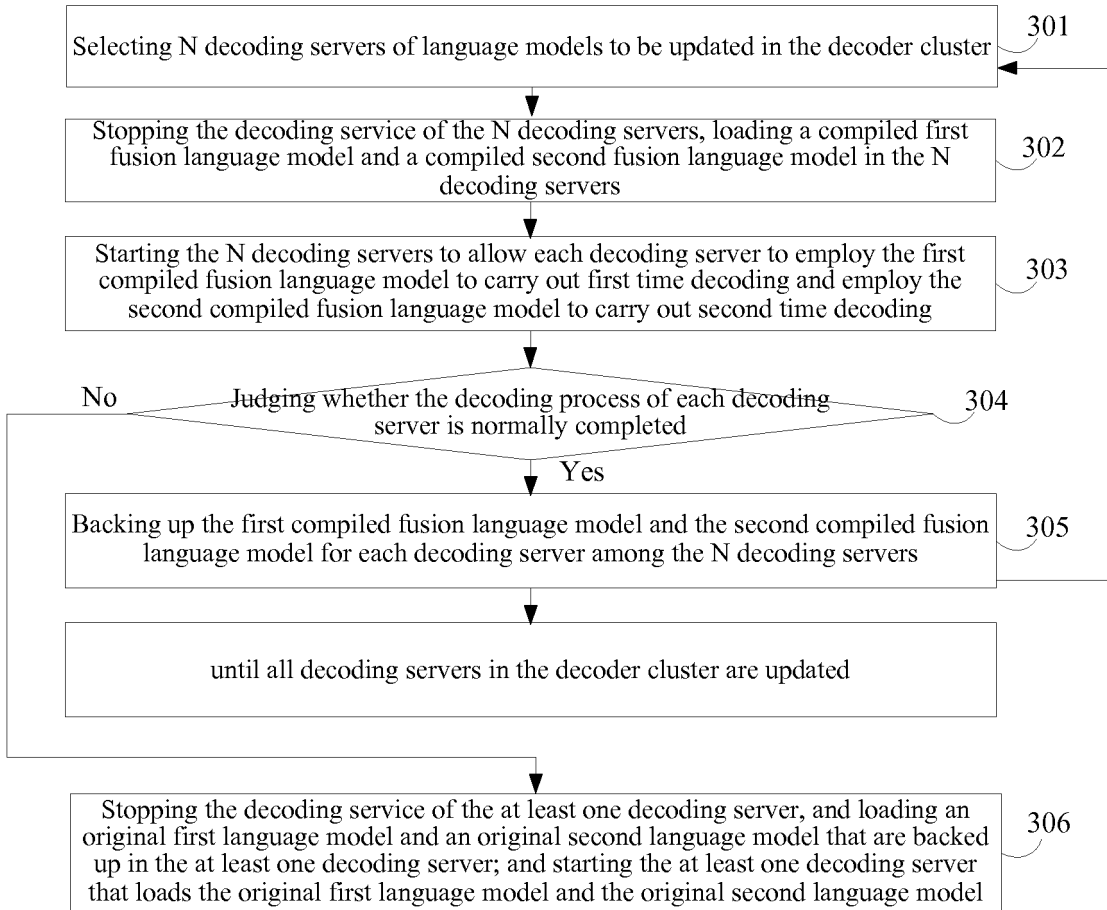 Selecting N decoding servers of language models to be updated in the decoder cluster
301
Stopping the decoding service of the N decoding servers, loading a compiled first
fusion language model and a compiled second fusion language model in the N
decoding servers
302
Starting the N decoding servers to allow each decoding server to employ the first
compiled fusion language model to carry out first time decoding and employ the
second compiled fusion language model to carry out second time decoding
303
No
Judging whether the decoding process of each decoding
server is normally completed
304
Yes
Backing up the first compiled fusion language model and the second compiled fusion
language model for each decoding server among the N decoding servers
305
until all decoding servers in the decoder cluster are updated
Stopping the decoding service of the at least one decoding server, and loading an
original first language model and an original second language model that are backed
up in the at least one decoding server; and starting the at least one decoding server
that loads the original first language model and the original second language model
306